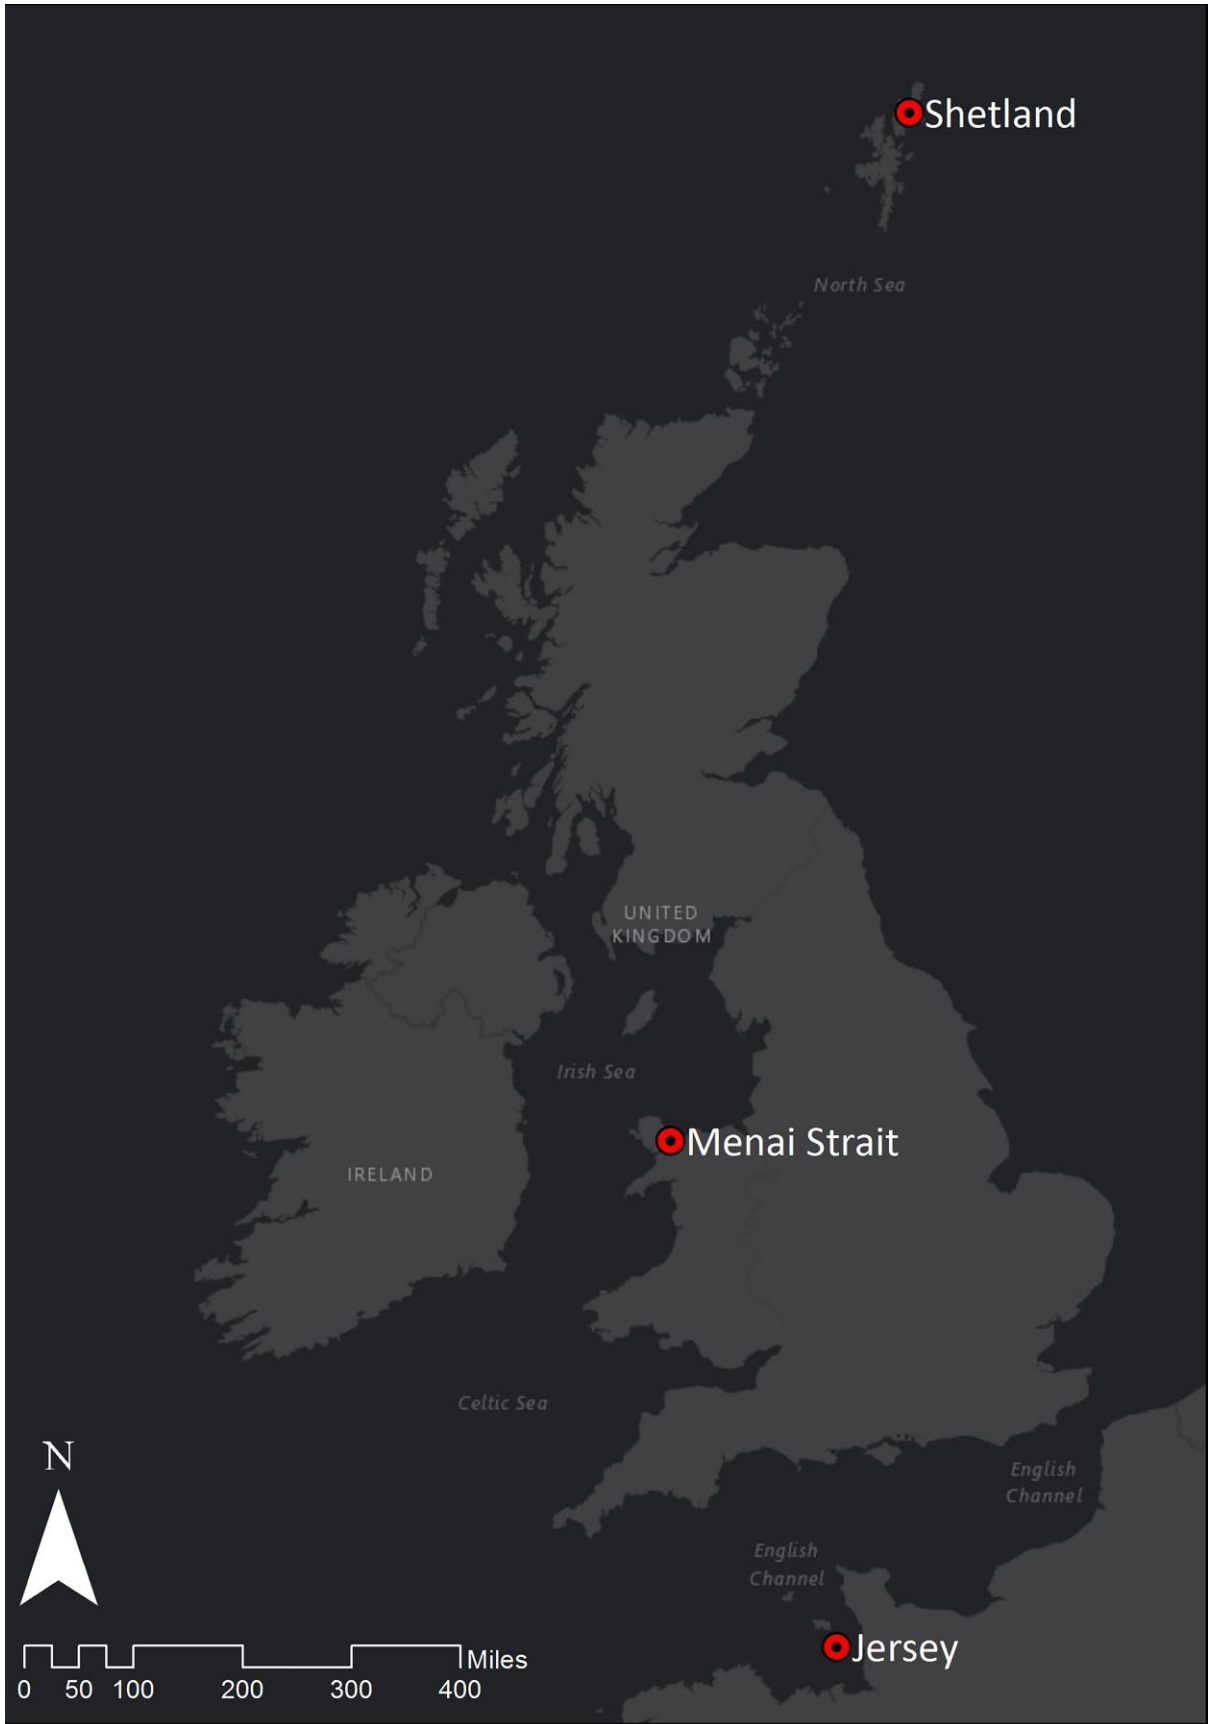 Shetland
North Sea
UNITED
KINGDOM
Irish Sea
Menai Strait
IRELAND
Celtic Sea
N
English
Channel
English
Channel
Jersey
Miles
0 50 100 200 300 400